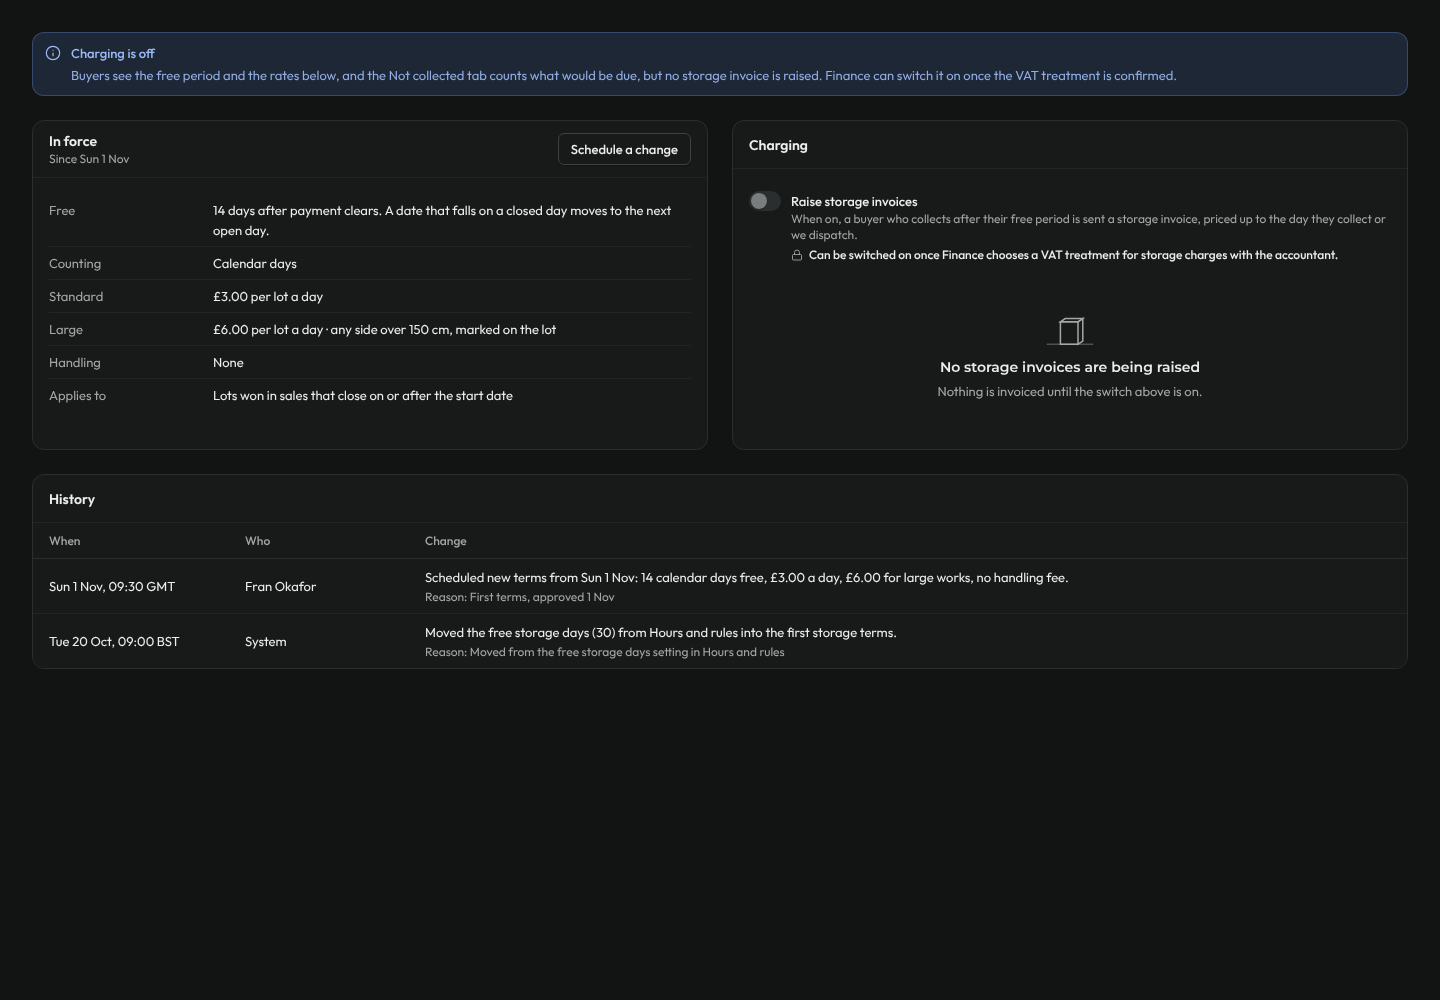 Charging is off
Buyers see the free period and the rates below, and the Not collected tab counts what would be due, but no storage invoice is raised. Finance can switch it on once the VAT treatment is confirmed.
In force
Since Sun 1 Nov
Schedule a change
Free
14 days after payment clears. A date that falls on a closed day moves to the next
open day.
Counting
Calendar days
Standard
£3.00 per lot a day
Large
£6.00 per lot a day · any side over 150 cm, marked on the lot
Handling
None
Applies to
Lots won in sales that close on or after the start date
Charging
Raise storage invoices
When on, a buyer who collects after their free period is sent a storage invoice, priced up to the day they collect or
we dispatch.
Can be switched on once Finance chooses a VAT treatment for storage charges with the accountant.
No storage invoices are being raised
Nothing is invoiced until the switch above is on.
History
When Who Change
Sun 1 Nov, 09:30 GMT Fran Okafor Scheduled new terms from Sun 1 Nov: 14 calendar days free, £3.00 a day, £6.00 for large works, no handling fee.
Reason: First terms, approved 1 Nov
Tue 20 Oct, 09:00 BST System Moved the free storage days (30) from Hours and rules into the first storage terms.
Reason: Moved from the free storage days setting in Hours and rules